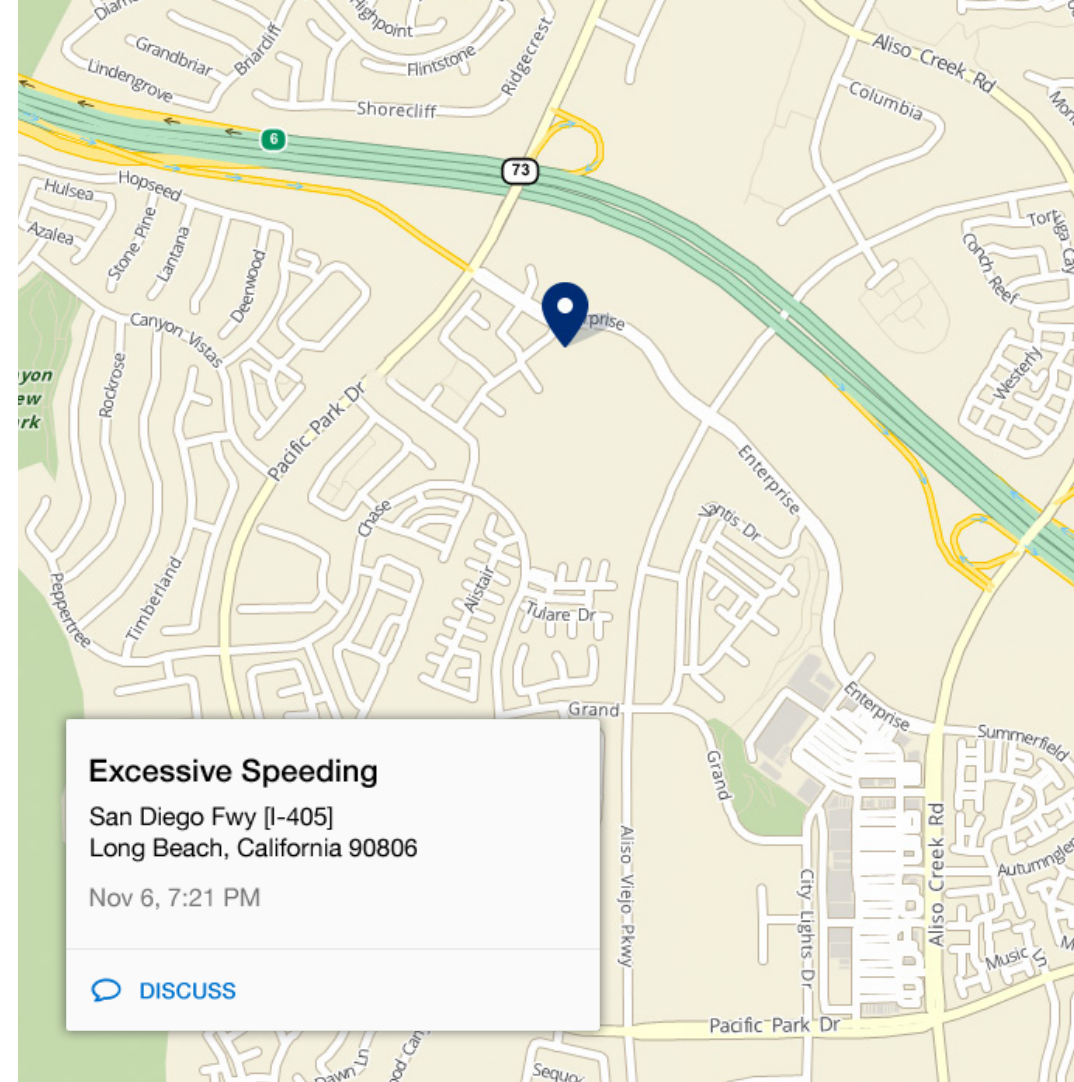 Highpoint
Grandbriar
Briarcliff
Flintstone
Ridgecrest
Lindengrove
Shorecliff
Aliso Creek Rd
Columbia
6
73
Hulsea
Hopseed
Azalea
Stone Pine
Lantana
Deerwood
Conch Reef
Canyon Vistas
Westerly
Rockrose
Pacific Park Dr
Enterprise
Chase
Peppertree
Timberland
Alistair
Tulare Dr
Grand
Enterprise
Summerfield
Grand
Excessive Speeding
San Diego Fwy [I-405]
Long Beach, California 90806
Nov 6, 7:21 PM
DISCUSS
Aliso Viejo Pkwy
City Lights Dr
Aliso Creek Rd
Music
Pacific Park Dr